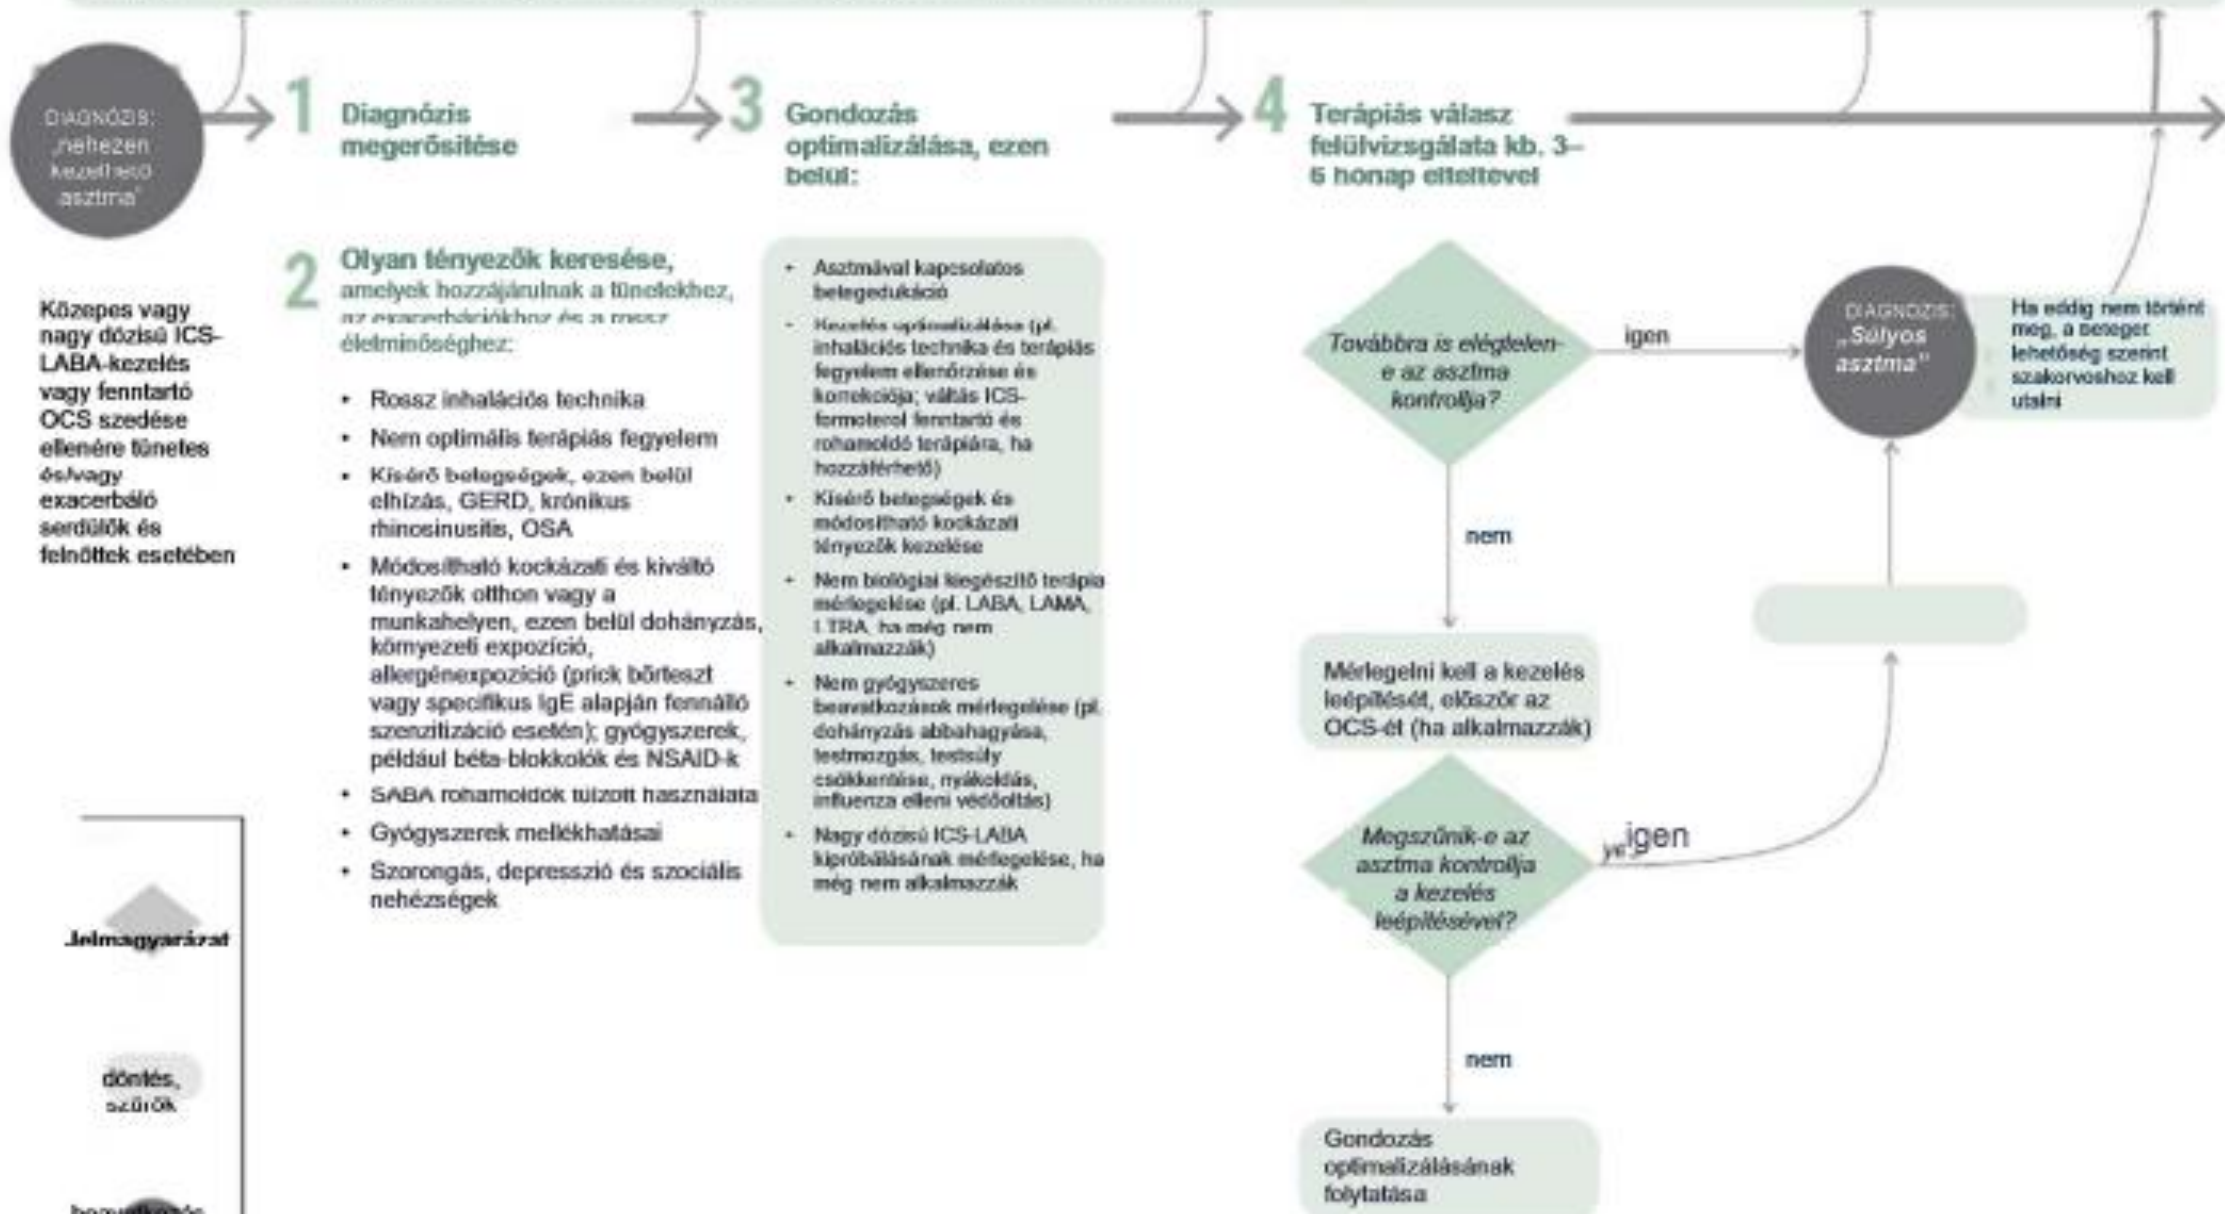 DIAGNÓZIS:
„nehezen
kezelhető
asztma"
Közepes vagy
nagy dózisú ICS-
LABA-kezelés
vagy fenntartó
OCS szedése
ellenére tünetes
és/vagy
exacerbáló
serdülők és
felnőttek esetében
1
Diagnózis
megerősítése
2
Olyan tényezők keresése,
amelyek hozzájárulnak a tünetekhez,
az exacerbációkhoz és a rossz
életminőséghez:
• Rossz inhalációs technika
• Nem optimális terápiás fegyelem
• Kísérő betegségek, ezen belül
elhízás, GERD, krónikus
rhinosinusitis, OSA
• Módosítható kockázati és kiváltó
tényezők otthon vagy a
munkahelyen, ezen belül dohányzás,
környezeti expozíció,
allergénexpozíció (prick bőrteszt
vagy specifikus IgE alapján fennálló
szenzitizáció esetén); gyógyszerek,
például béta-blokkolók és NSAID-k
• SABA rohamoldók túlzott használata
• Gyógyszerek mellékhatásai
• Szorongás, depresszió és szociális
nehézségek
3
Gondozás
optimalizálása, ezen
belül:
• Asztmával kapcsolatos
betegedukáció
• Kezelés optimalizálása (pl.
inhalációs technika és terápiás
fegyelem ellenőrzése és
korrekciója; váltás ICS-
formoterol fenntartó és
rohamoldó terápiára, ha
hozzáférhető)
• Kísérő betegségek és
módosítható kockázati
tényezők kezelése
• Nem biológiai kiegészítő terápia
mérlegelése (pl. LABA, LAMA,
LTRA, ha még nem
alkalmazzák)
• Nem gyógyszeres
beavatkozások mérlegelése (pl.
dohányzás abbahagyása,
testmozgás, testsúly
csökkentése, nyákoldás,
influenza elleni védőoltás)
• Nagy dózisú ICS-LABA
kipróbálásának mérlegelése, ha
még nem alkalmazzák
4
Terápiás válasz
felülvizsgálata kb. 3–
6 hónap elteltével
Továbbra is elégtelen-
e az asztma
kontrollja?
igen
nem
Mérlegelni kell a kezelés
leépítését, először az
OCS-ét (ha alkalmazzák)
Megszűnik-e az
asztma kontrollja
a kezelés
leépítésével?
igen
nem
Gondozás
optimalizálásának
folytatása
DIAGNÓZIS:
„Súlyos
asztma"
Ha eddig nem történt
meg, a beteget
lehetőség szerint
szakorvoshoz kell
utalni
Jelmagyarázat
döntés,
szűrők